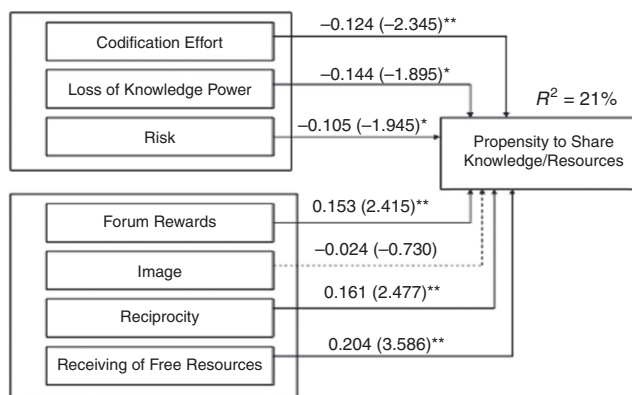 Codification Effort
−0.124 (−2.345)**
Loss of Knowledge Power
−0.144 (−1.895)*
Risk
−0.105 (−1.945)*
R² = 21%
Propensity to Share
Knowledge/Resources
Forum Rewards
0.153 (2.415)**
Image
−0.024 (−0.730)
Reciprocity
0.161 (2.477)**
Receiving of Free Resources
0.204 (3.586)**